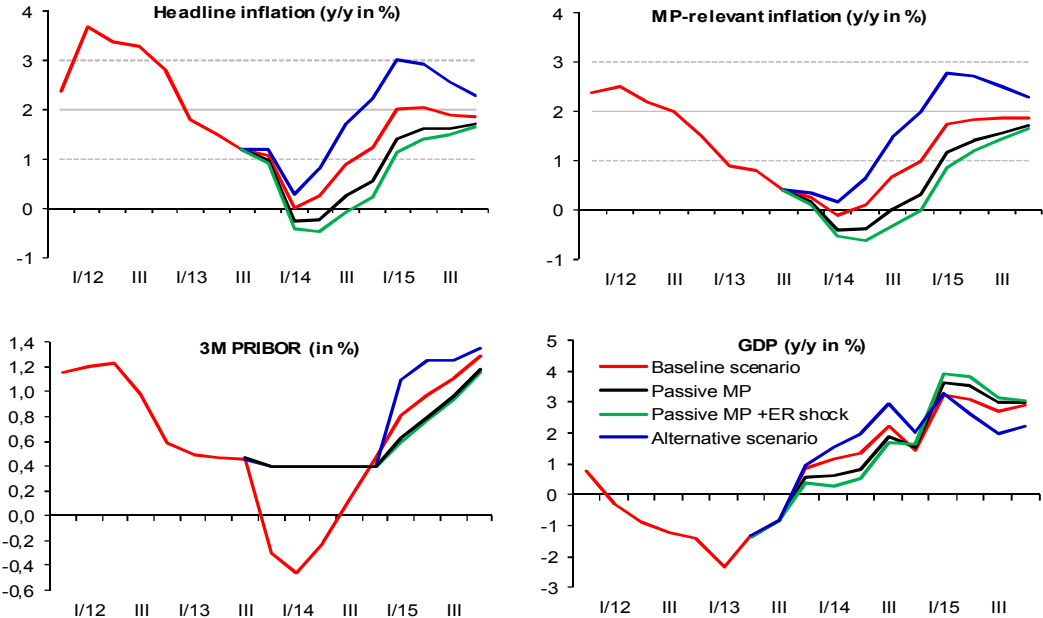 Headline inflation (y/y in %)
4
3
2
1
0
-1
I/12 III I/13 III I/14 III I/15 III
MP-relevant inflation (y/y in %)
4
3
2
1
0
-1
I/12 III I/13 III I/14 III I/15 III
3M PRIBOR (in %)
1,4
1,2
1,0
0,8
0,6
0,4
0,2
0,0
-0,2
-0,4
-0,6
I/12 III I/13 III I/14 III I/15 III
GDP (y/y in %)
5
4
3
2
1
0
-1
-2
-3
Baseline scenario
Passive MP
Passive MP +ER shock
Alternative scenario
I/12 III I/13 III I/14 III I/15 III